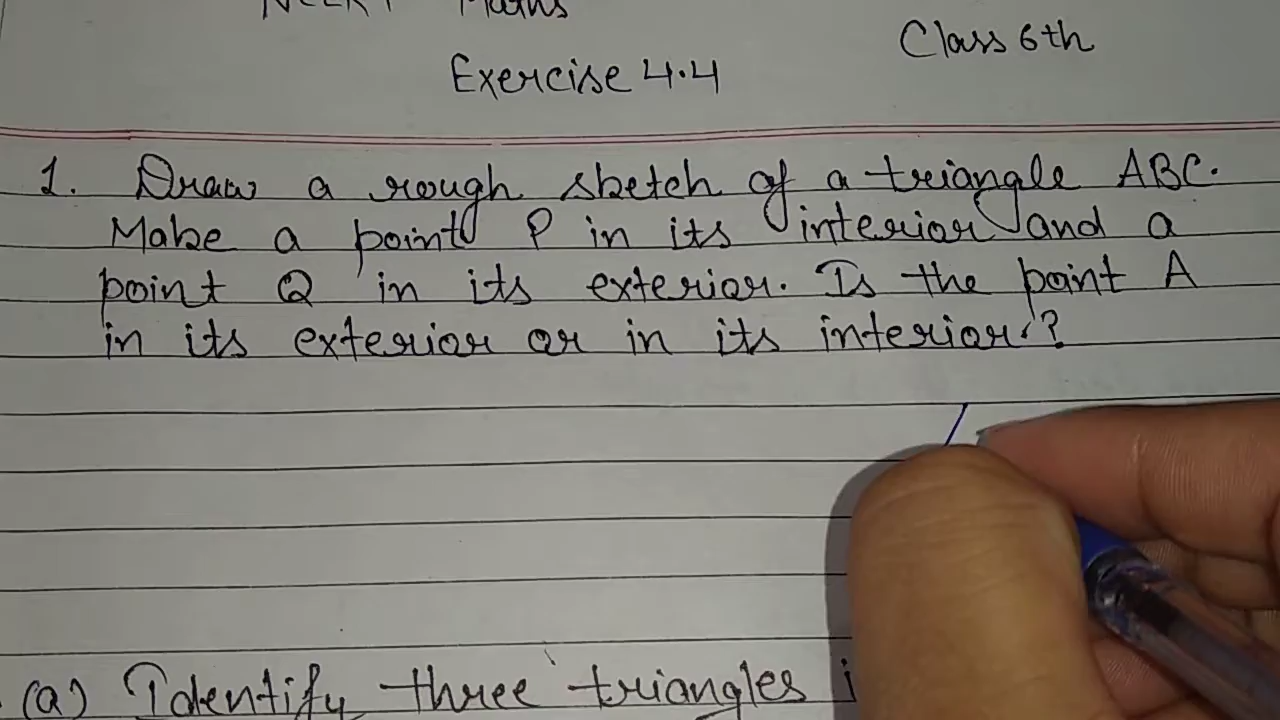 NCERT Maths
Class 6th
Exercise 4.4
1. Draw a rough sketch of a triangle ABC.
Make a point P in its interior and a
point Q in its exterior. Is the point A
in its exterior or in its interior?
(a) Identify three triangles